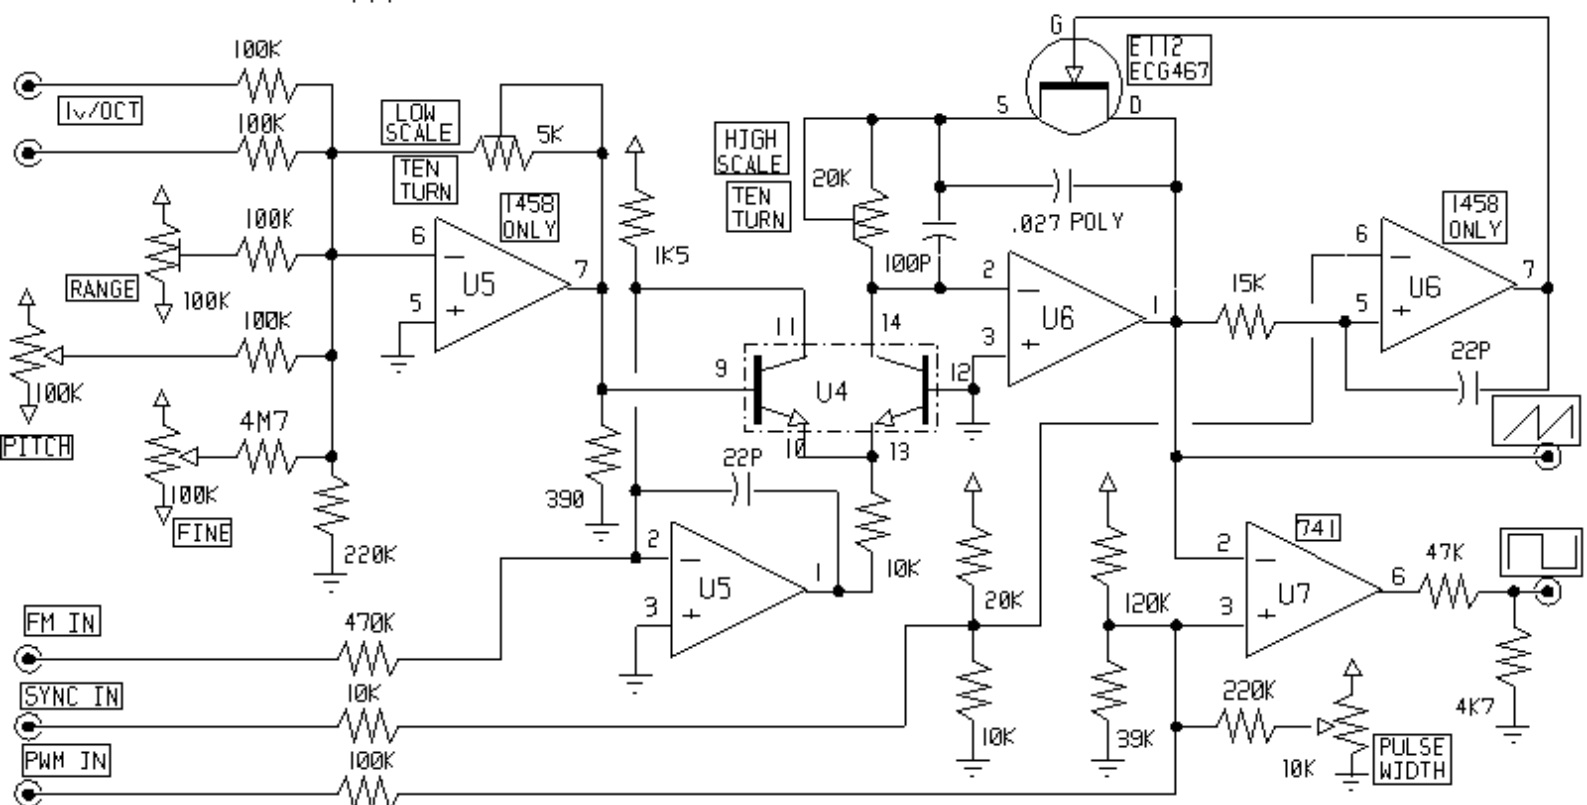 100K
1v/OCT
100K
LOW
SCALE
TEN
TURN
5K
1458
ONLY
6
7
5
U5
100K
RANGE
100K
100K
100K
PITCH
4M7
100K
FINE
220K
390
1K5
HIGH
SCALE
TEN
TURN
20K
100P
.027 POLY
G
S
D
E112
ECG467
2
1
3
U6
11
14
9
12
U4
10
13
22P
2
1
3
U5
10K
15K
6
7
5
U6
1458
ONLY
22P
20K
10K
120K
39K
741
2
6
3
U7
47K
4K7
220K
10K
PULSE
WIDTH
FM IN
470K
SYNC IN
10K
PWM IN
100K